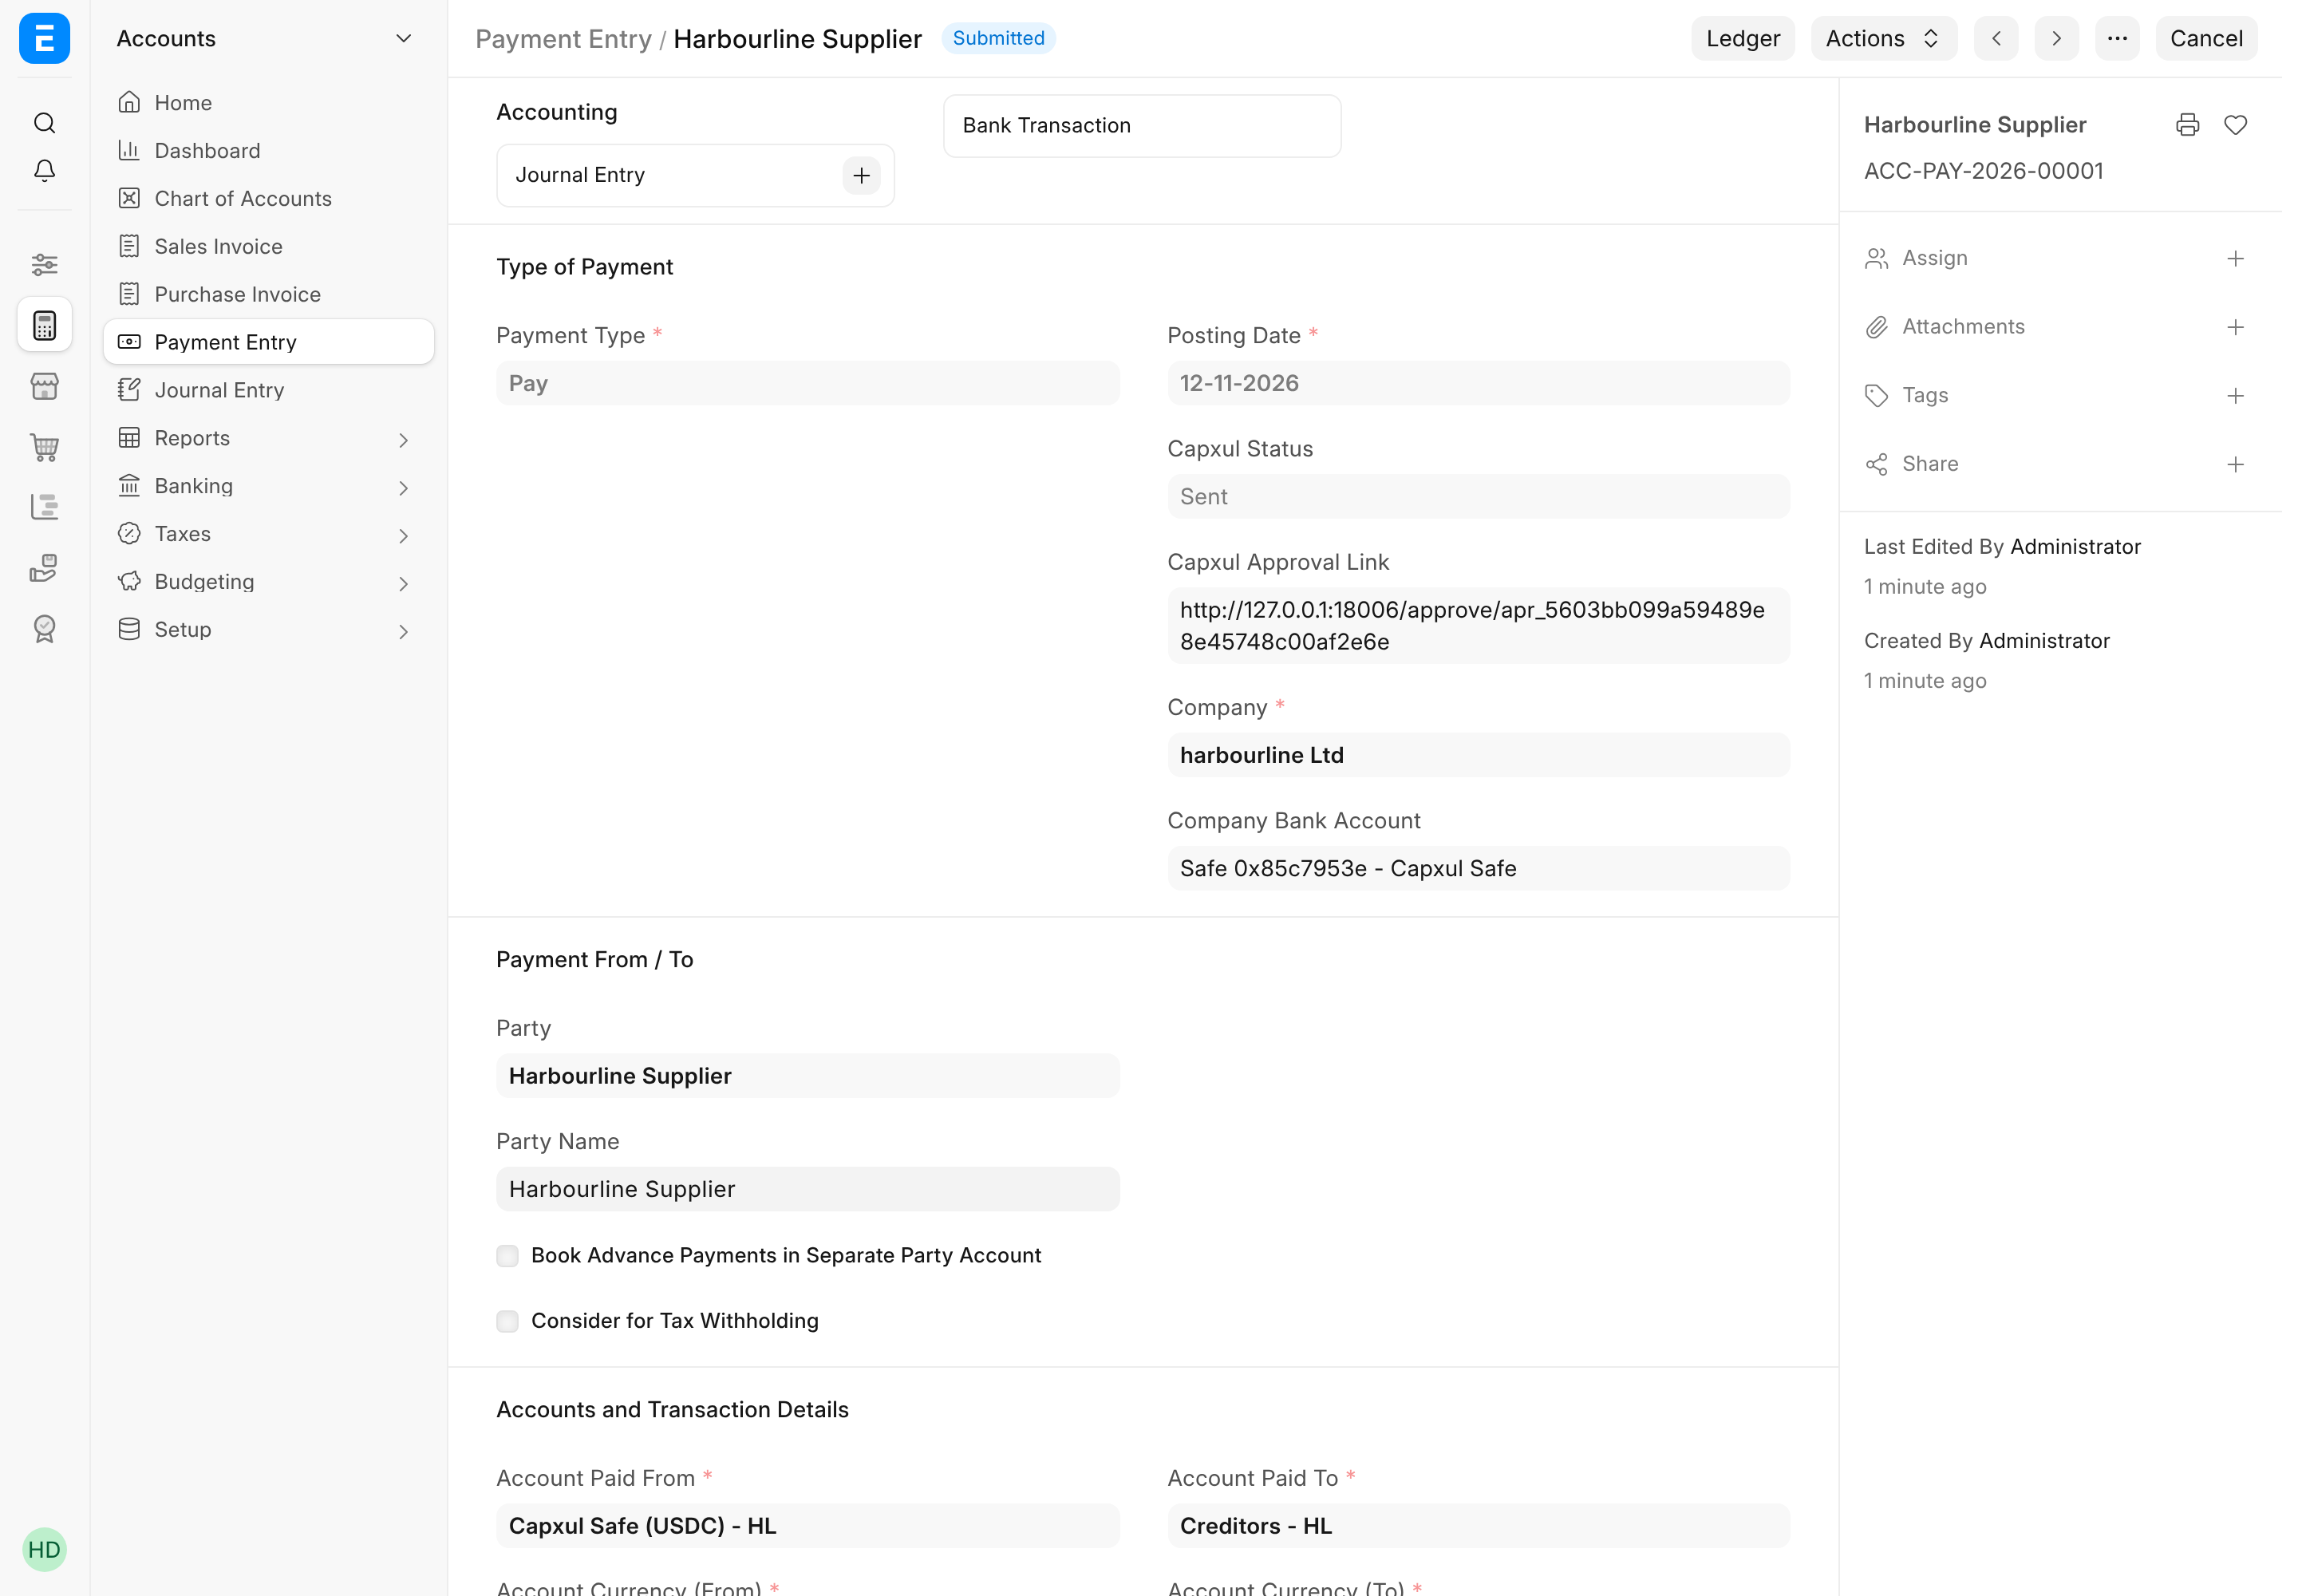 E
Accounts
Home
Dashboard
Chart of Accounts
Sales Invoice
Purchase Invoice
Payment Entry
Journal Entry
Reports
Banking
Taxes
Budgeting
Setup
HD
Payment Entry / Harbourline Supplier Submitted
Ledger Actions Cancel
Accounting
Journal Entry
Bank Transaction
Type of Payment
Payment Type *
Pay
Posting Date *
12-11-2026
Capxul Status
Sent
Capxul Approval Link
http://127.0.0.1:18006/approve/apr_5603bb099a59489e
8e45748c00af2e6e
Company *
harbourline Ltd
Company Bank Account
Safe 0x85c7953e - Capxul Safe
Payment From / To
Party
Harbourline Supplier
Party Name
Harbourline Supplier
Book Advance Payments in Separate Party Account
Consider for Tax Withholding
Accounts and Transaction Details
Account Paid From *
Capxul Safe (USDC) - HL
Account Paid To *
Creditors - HL
Account Currency (From) *
Account Currency (To) *
Harbourline Supplier
ACC-PAY-2026-00001
Assign
Attachments
Tags
Share
Last Edited By Administrator
1 minute ago
Created By Administrator
1 minute ago